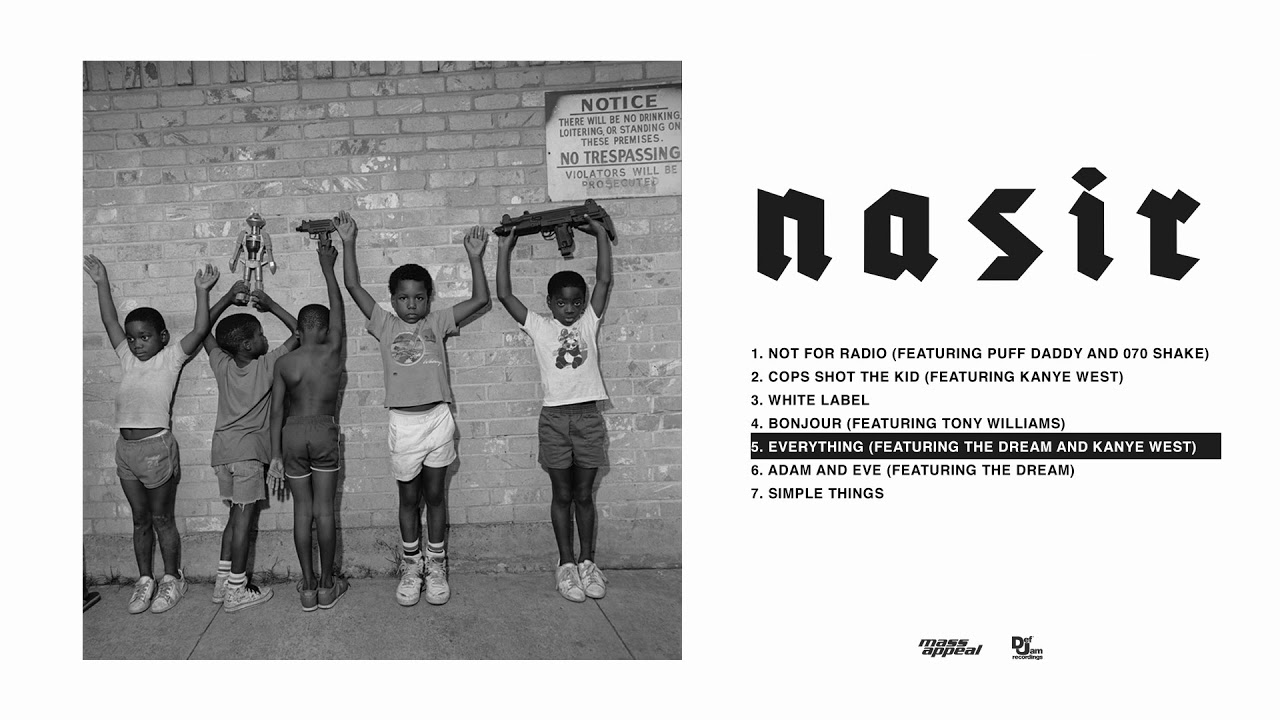 NOTICE
THERE WILL BE NO DRINKING,
LOITERING, OR STANDING ON
THESE PREMISES.
NO TRESPASSING
VIOLATORS WILL BE
PROSECUTED
nasir
1. NOT FOR RADIO (FEATURING PUFF DADDY AND 070 SHAKE)
2. COPS SHOT THE KID (FEATURING KANYE WEST)
3. WHITE LABEL
4. BONJOUR (FEATURING TONY WILLIAMS)
5. EVERYTHING (FEATURING THE DREAM AND KANYE WEST)
6. ADAM AND EVE (FEATURING THE DREAM)
7. SIMPLE THINGS
mass
appeal
Def
Jam
recordings